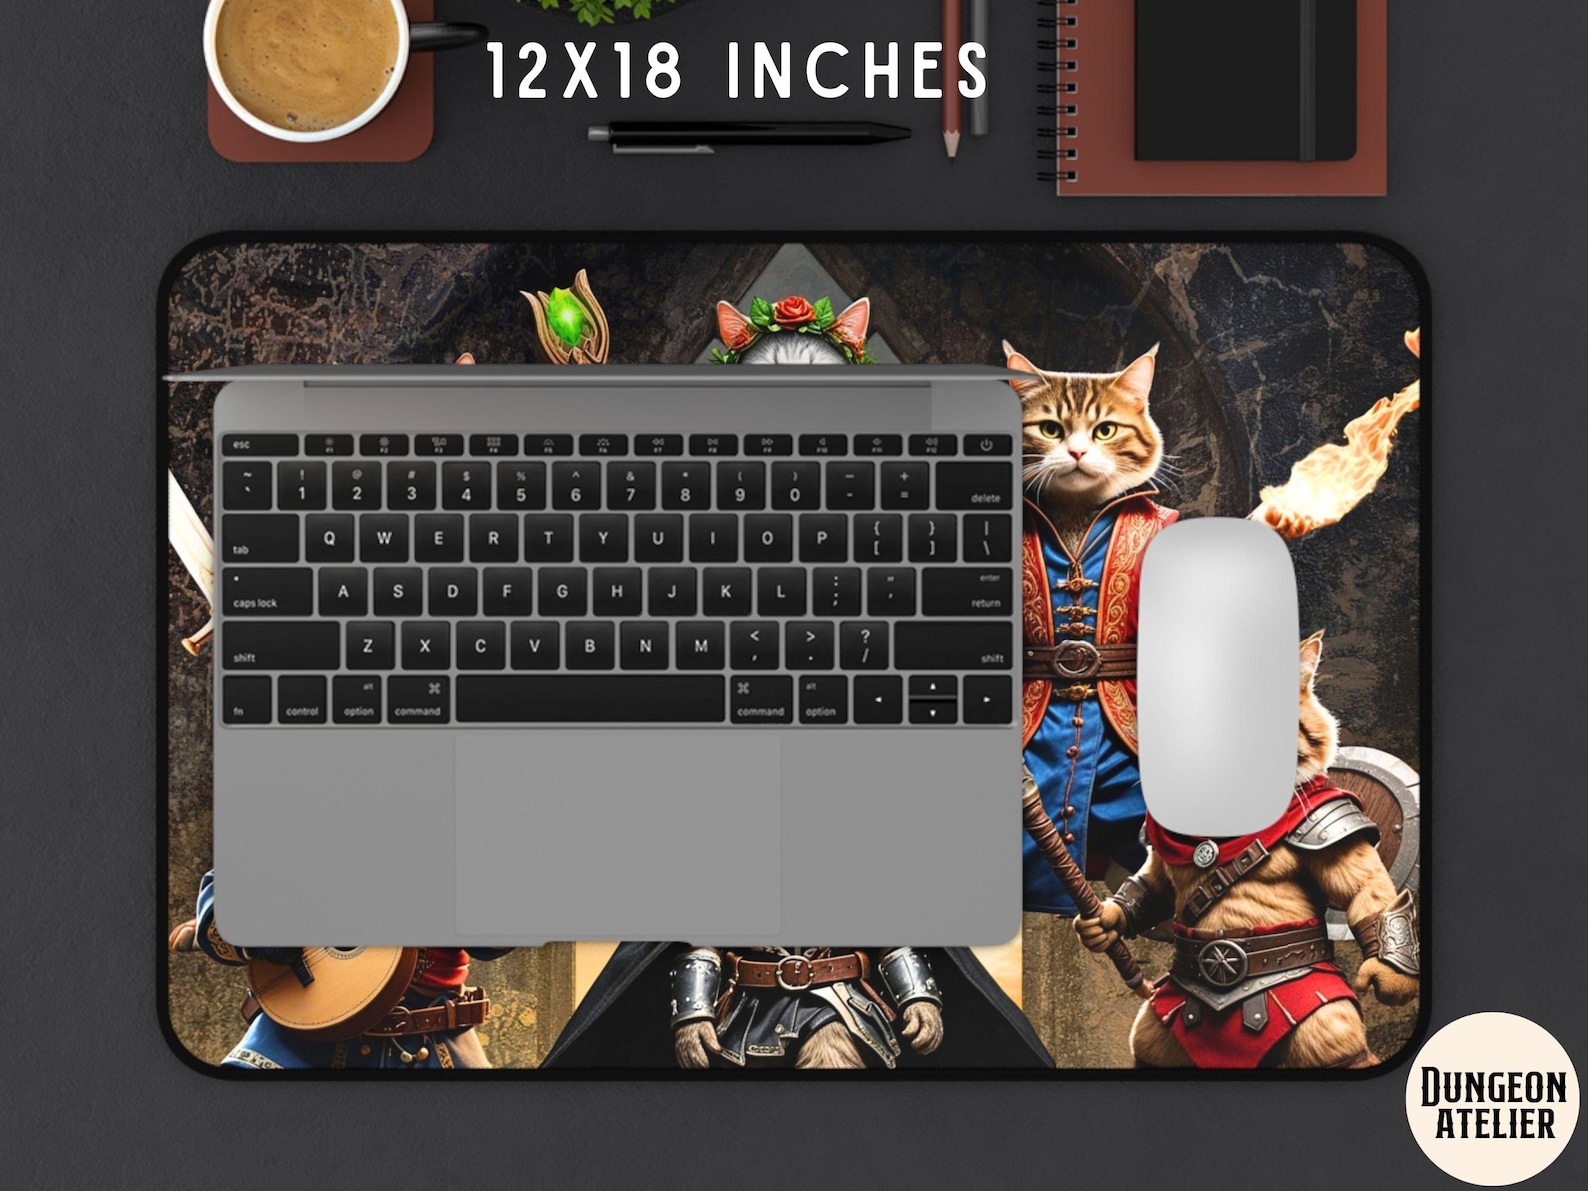 12X18 INCHES
esc F1 F2 F3 F4 F5 F6 F7 F8 F9 F10 F11 F12
~ ! @ # $ % ^ & * ( ) — +
` 1 2 3 4 5 6 7 8 9 0 - = delete
tab Q W E R T Y U I O P { [ } ] | \
caps lock A S D F G H J K L : ; " ' enter return
shift Z X C V B N M < , > . ? / shift
fn control alt option ⌘ command ⌘ command alt option
DUNGEON
ATELIER